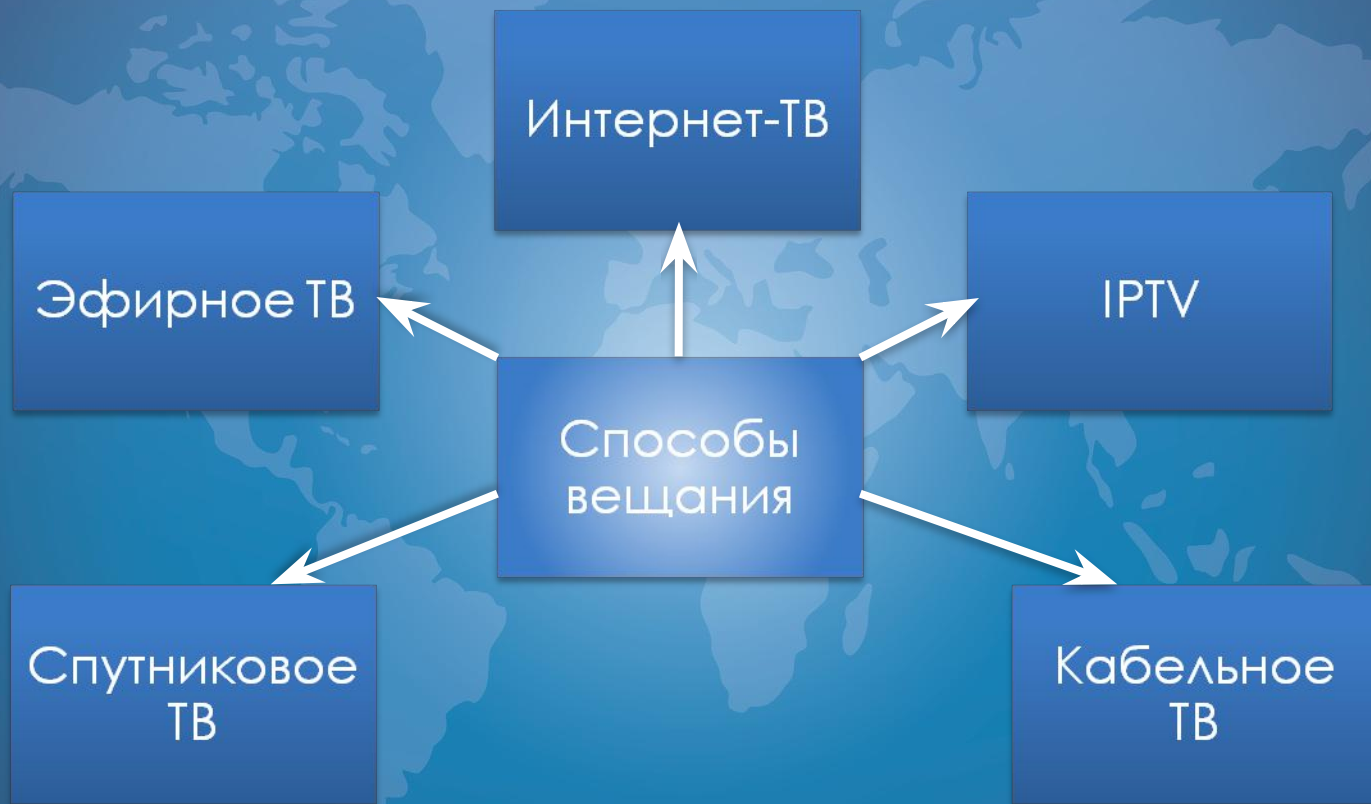 Интернет-ТВ
Эфирное ТВ
IPTV
Способы
вещания
Спутниковое
ТВ
Кабельное
ТВ